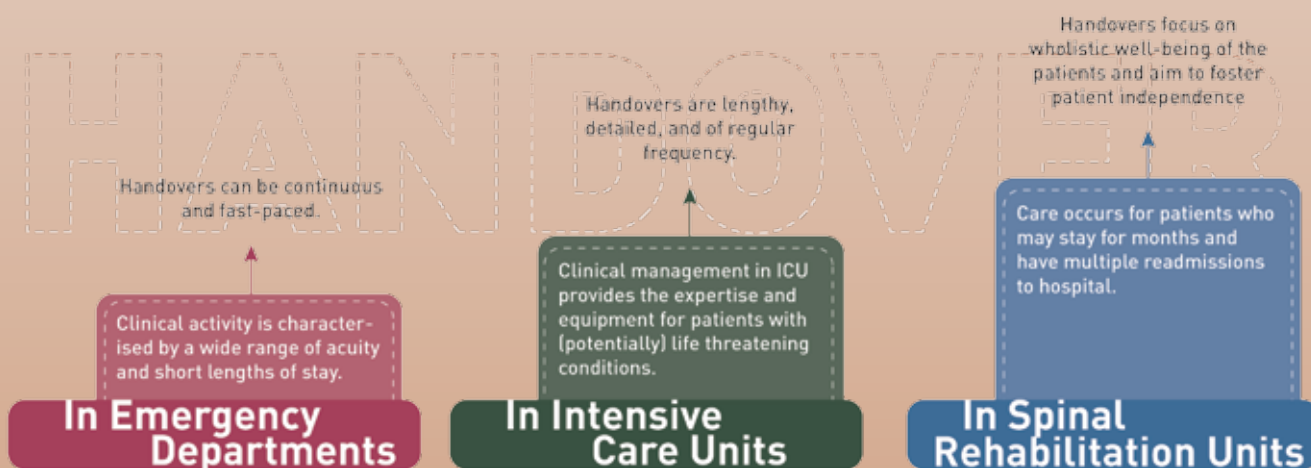 HANDOVER
Handovers can be continuous
and fast-paced.
Clinical activity is character-
ised by a wide range of acuity
and short lengths of stay.
In Emergency
Departments
Handovers are lengthy,
detailed, and of regular
frequency.
Clinical management in ICU
provides the expertise and
equipment for patients with
(potentially) life threatening
conditions.
In Intensive
Care Units
Handovers focus on
wholistic well-being of the
patients and aim to foster
patient independence
Care occurs for patients who
may stay for months and
have multiple readmissions
to hospital.
In Spinal
Rehabilitation Units